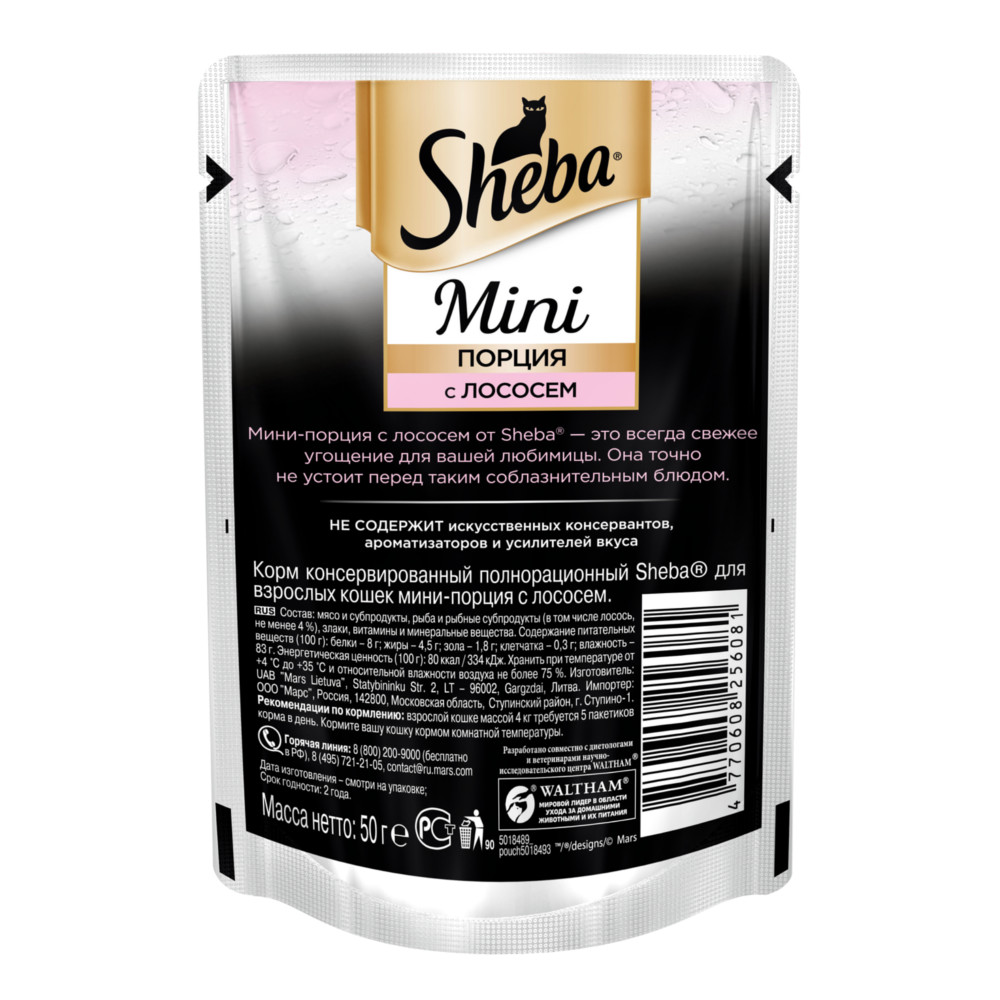 Sheba®
Mini
ПОРЦИЯ
с ЛОСОСЕМ
Мини-порция с лососем от Sheba® — это всегда свежее
угощение для вашей любимицы. Она точно
не устоит перед таким соблазнительным блюдом.
НЕ СОДЕРЖИТ искусственных консервантов,
ароматизаторов и усилителей вкуса
Корм консервированный полнорационный Sheba® для
взрослых кошек мини-порция с лососем.
RUS Состав: мясо и субпродукты, рыба и рыбные субпродукты (в том числе лосось,
не менее 4 %), злаки, витамины и минеральные вещества. Содержание питательных
веществ (100 г): белки – 8 г; жиры – 4,5 г; зола – 1,8 г; клетчатка – 0,3 г; влажность –
83 г. Энергетическая ценность (100 г): 80 ккал / 334 кДж. Хранить при температуре от
+4 °C до +35 °C и относительной влажности воздуха не более 75 %. Изготовитель:
UAB "Mars Lietuva", Statybininku Str. 2, LT – 96002, Gargzdai, Литва. Импортер:
ООО "Марс", Россия, 142800, Московская область, Ступинский район, г. Ступино-1.
Рекомендации по кормлению: взрослой кошке массой 4 кг требуется 5 пакетиков
корма в день. Кормите вашу кошку кормом комнатной температуры.
Горячая линия: 8 (800) 200-9000 (бесплатно
в РФ), 8 (495) 721-21-05, contact@ru.mars.com
Дата изготовления – смотри на упаковке;
Срок годности: 2 года.
Масса нетто: 50 г e
РСТ
90
Разработано совместно с диетологами
и ветеринарами научно-
исследовательского центра WALTHAM®
WALTHAM®
МИРОВОЙ ЛИДЕР В ОБЛАСТИ
УХОДА ЗА ДОМАШНИМИ
ЖИВОТНЫМИ И ИХ ПИТАНИЯ
5018489_
pouch5018493 ™/®/designs/© Mars
4 770608 256081